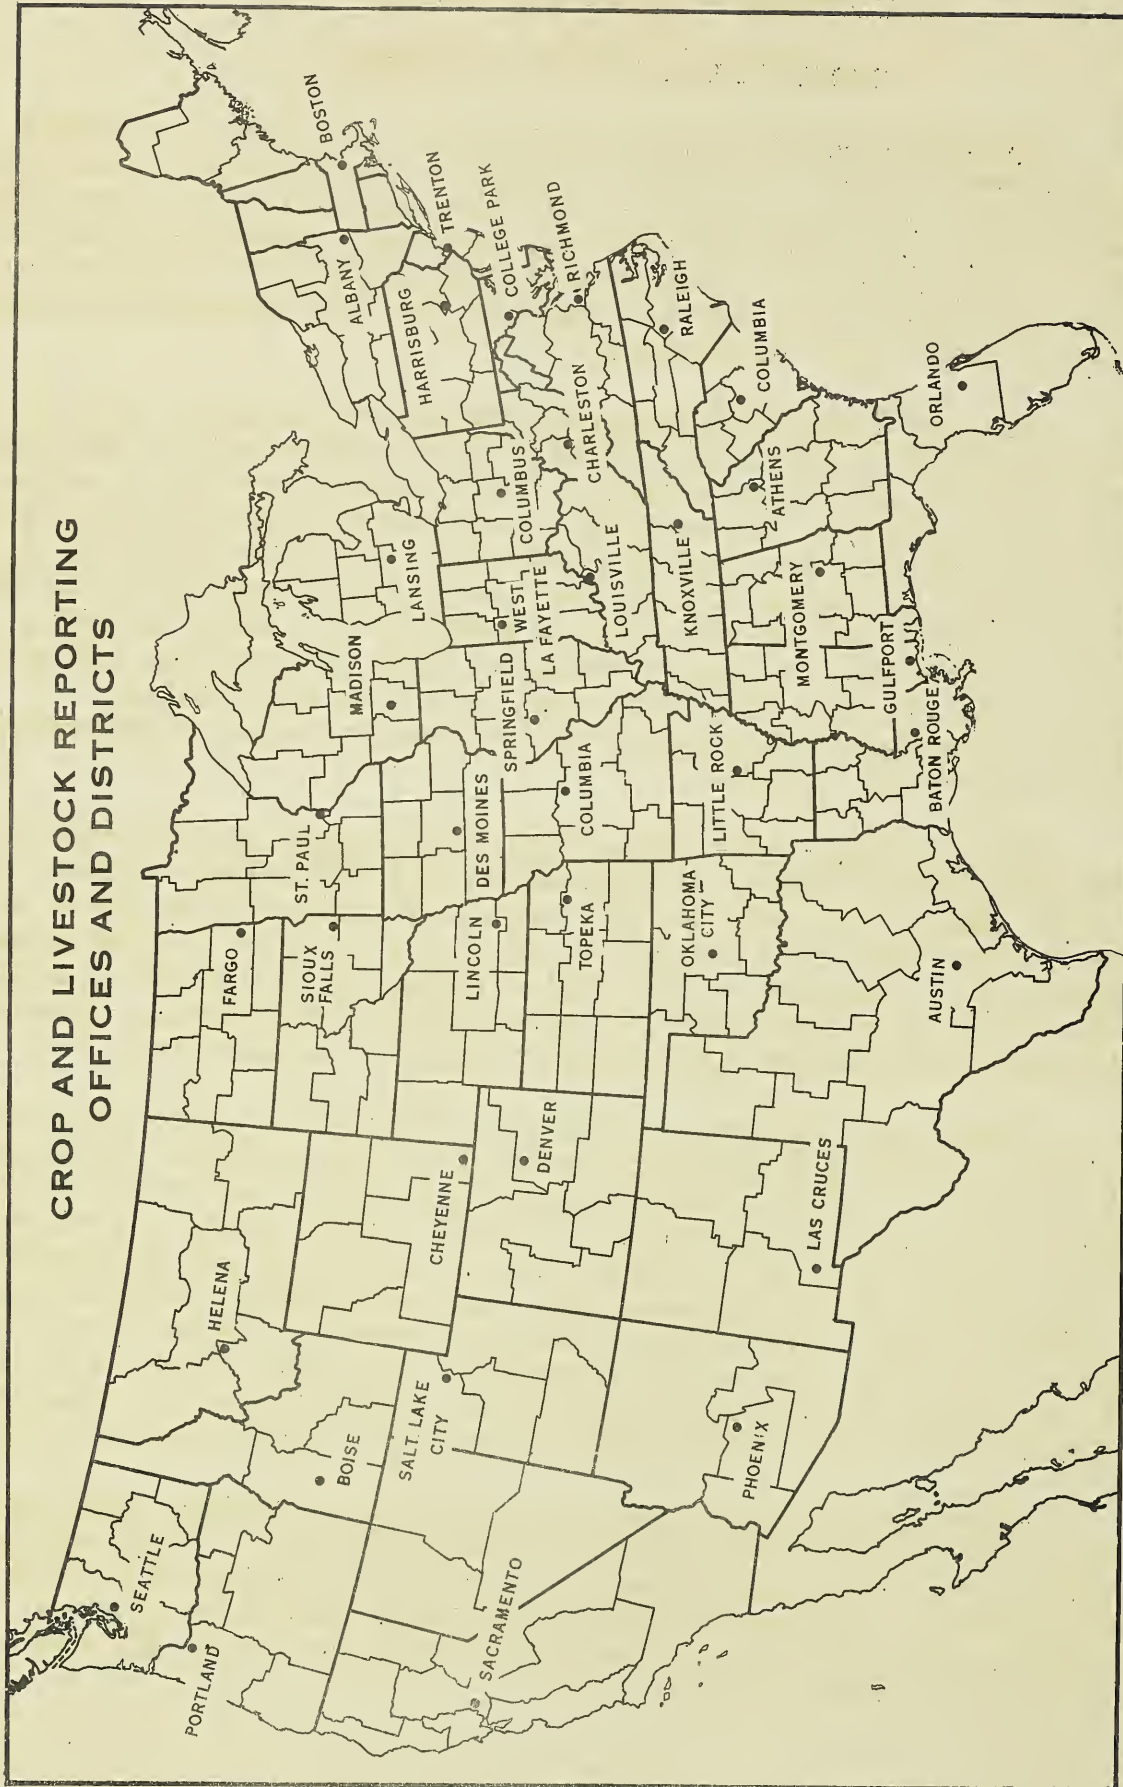 CROP AND LIVESTOCK REPORTING
OFFICES AND DISTRICTS
SEATTLE
PORTLAND
HELENA
BOISE
FARGO
ST. PAUL
SIOUX
FALLS
MADISON
LANSING
ALBANY
BOSTON
HARRISBURG
TRENTON
COLLEGE PARK
RICHMOND
CHEYENNE
SALT LAKE
CITY
SACRAMENTO
LINCOLN
DES MOINES
SPRINGFIELD
WEST
LA FAYETTE
COLUMBUS
CHARLESTON
DENVER
TOPEKA
COLUMBIA
LOUISVILLE
KNOXVILLE
RALEIGH
COLUMBIA
ATHENS
PHOENIX
LAS CRUCES
OKLAHOMA
CITY
LITTLE ROCK
MONTGOMERY
GULFPORT
BATON ROUGE
AUSTIN
ORLANDO